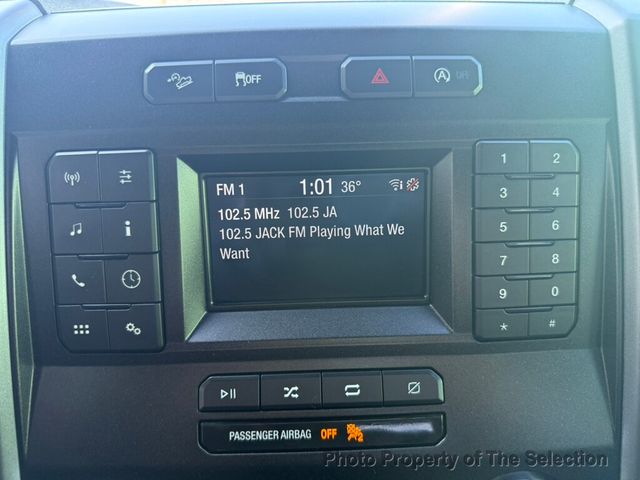 OFF
OFF
FM 1 1:01 36°
102.5 MHz 102.5 JA
102.5 JACK FM Playing What We
Want
1 2
3 4
5 6
7 8
9 0
* #
PASSENGER AIRBAG OFF 2
Photo Property of The Selection